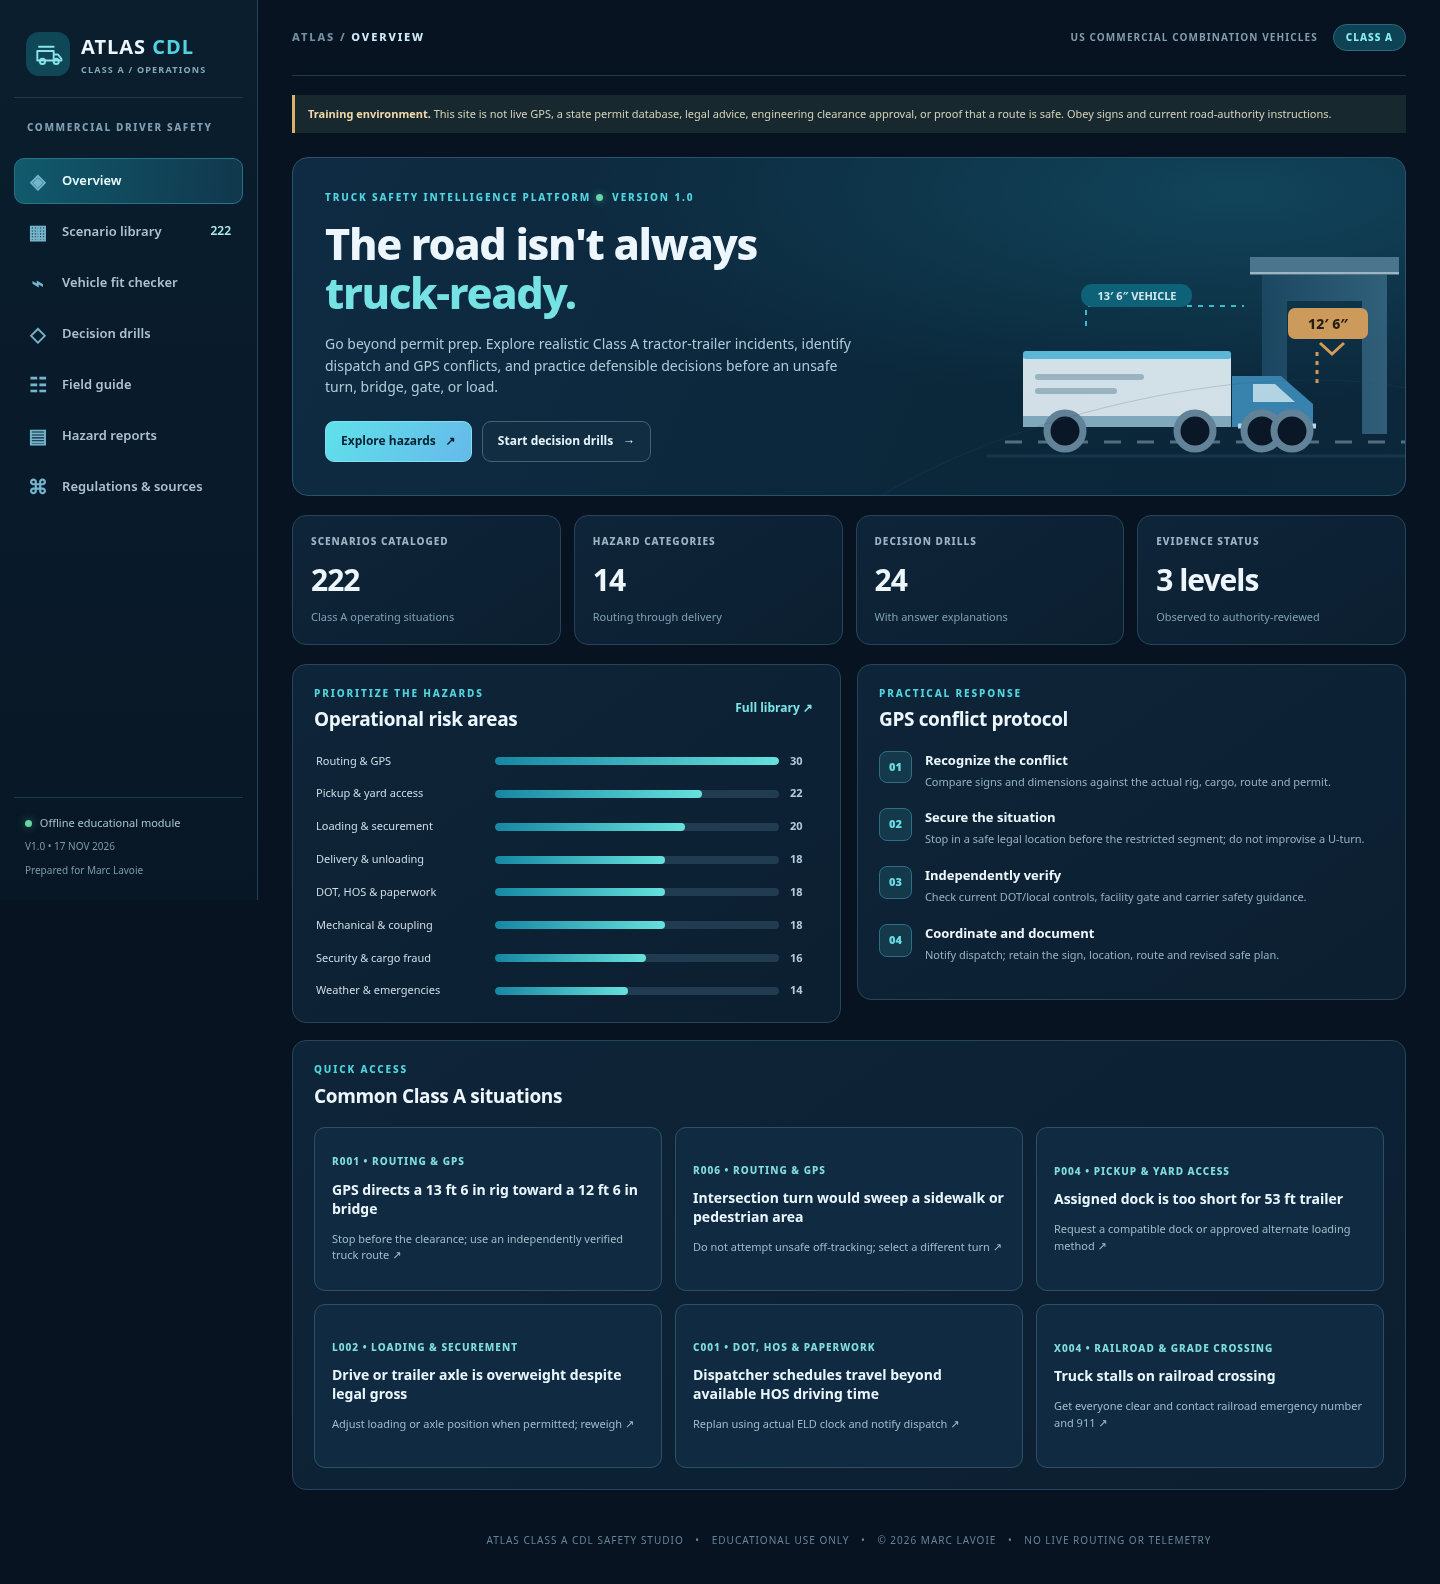 ATLAS CDL
CLASS A / OPERATIONS
COMMERCIAL DRIVER SAFETY
Overview
Scenario library 222
Vehicle fit checker
Decision drills
Field guide
Hazard reports
Regulations & sources
Offline educational module
V1.0 • 17 NOV 2026
Prepared for Marc Lavoie
ATLAS / OVERVIEW
US COMMERCIAL COMBINATION VEHICLES
CLASS A
Training environment. This site is not live GPS, a state permit database, legal advice, engineering clearance approval, or proof that a route is safe. Obey signs and current road-authority instructions.
TRUCK SAFETY INTELLIGENCE PLATFORM ● VERSION 1.0
The road isn't always
truck-ready.
Go beyond permit prep. Explore realistic Class A tractor-trailer incidents, identify
dispatch and GPS conflicts, and practice defensible decisions before an unsafe
turn, bridge, gate, or load.
Explore hazards ↗
Start decision drills →
13′ 6″ VEHICLE
12′ 6″
SCENARIOS CATALOGED
222
Class A operating situations
HAZARD CATEGORIES
14
Routing through delivery
DECISION DRILLS
24
With answer explanations
EVIDENCE STATUS
3 levels
Observed to authority-reviewed
PRIORITIZE THE HAZARDS
Operational risk areas
Full library ↗
Routing & GPS 30
Pickup & yard access 22
Loading & securement 20
Delivery & unloading 18
DOT, HOS & paperwork 18
Mechanical & coupling 18
Security & cargo fraud 16
Weather & emergencies 14
PRACTICAL RESPONSE
GPS conflict protocol
01 Recognize the conflict
Compare signs and dimensions against the actual rig, cargo, route and permit.
02 Secure the situation
Stop in a safe legal location before the restricted segment; do not improvise a U-turn.
03 Independently verify
Check current DOT/local controls, facility gate and carrier safety guidance.
04 Coordinate and document
Notify dispatch; retain the sign, location, route and revised safe plan.
QUICK ACCESS
Common Class A situations
R001 • ROUTING & GPS
GPS directs a 13 ft 6 in rig toward a 12 ft 6 in
bridge
Stop before the clearance; use an independently verified
truck route ↗
R006 • ROUTING & GPS
Intersection turn would sweep a sidewalk or
pedestrian area
Do not attempt unsafe off-tracking; select a different turn ↗
P004 • PICKUP & YARD ACCESS
Assigned dock is too short for 53 ft trailer
Request a compatible dock or approved alternate loading
method ↗
L002 • LOADING & SECUREMENT
Drive or trailer axle is overweight despite
legal gross
Adjust loading or axle position when permitted; reweigh ↗
C001 • DOT, HOS & PAPERWORK
Dispatcher schedules travel beyond
available HOS driving time
Replan using actual ELD clock and notify dispatch ↗
X004 • RAILROAD & GRADE CROSSING
Truck stalls on railroad crossing
Get everyone clear and contact railroad emergency number
and 911 ↗
ATLAS CLASS A CDL SAFETY STUDIO • EDUCATIONAL USE ONLY • © 2026 MARC LAVOIE • NO LIVE ROUTING OR TELEMETRY